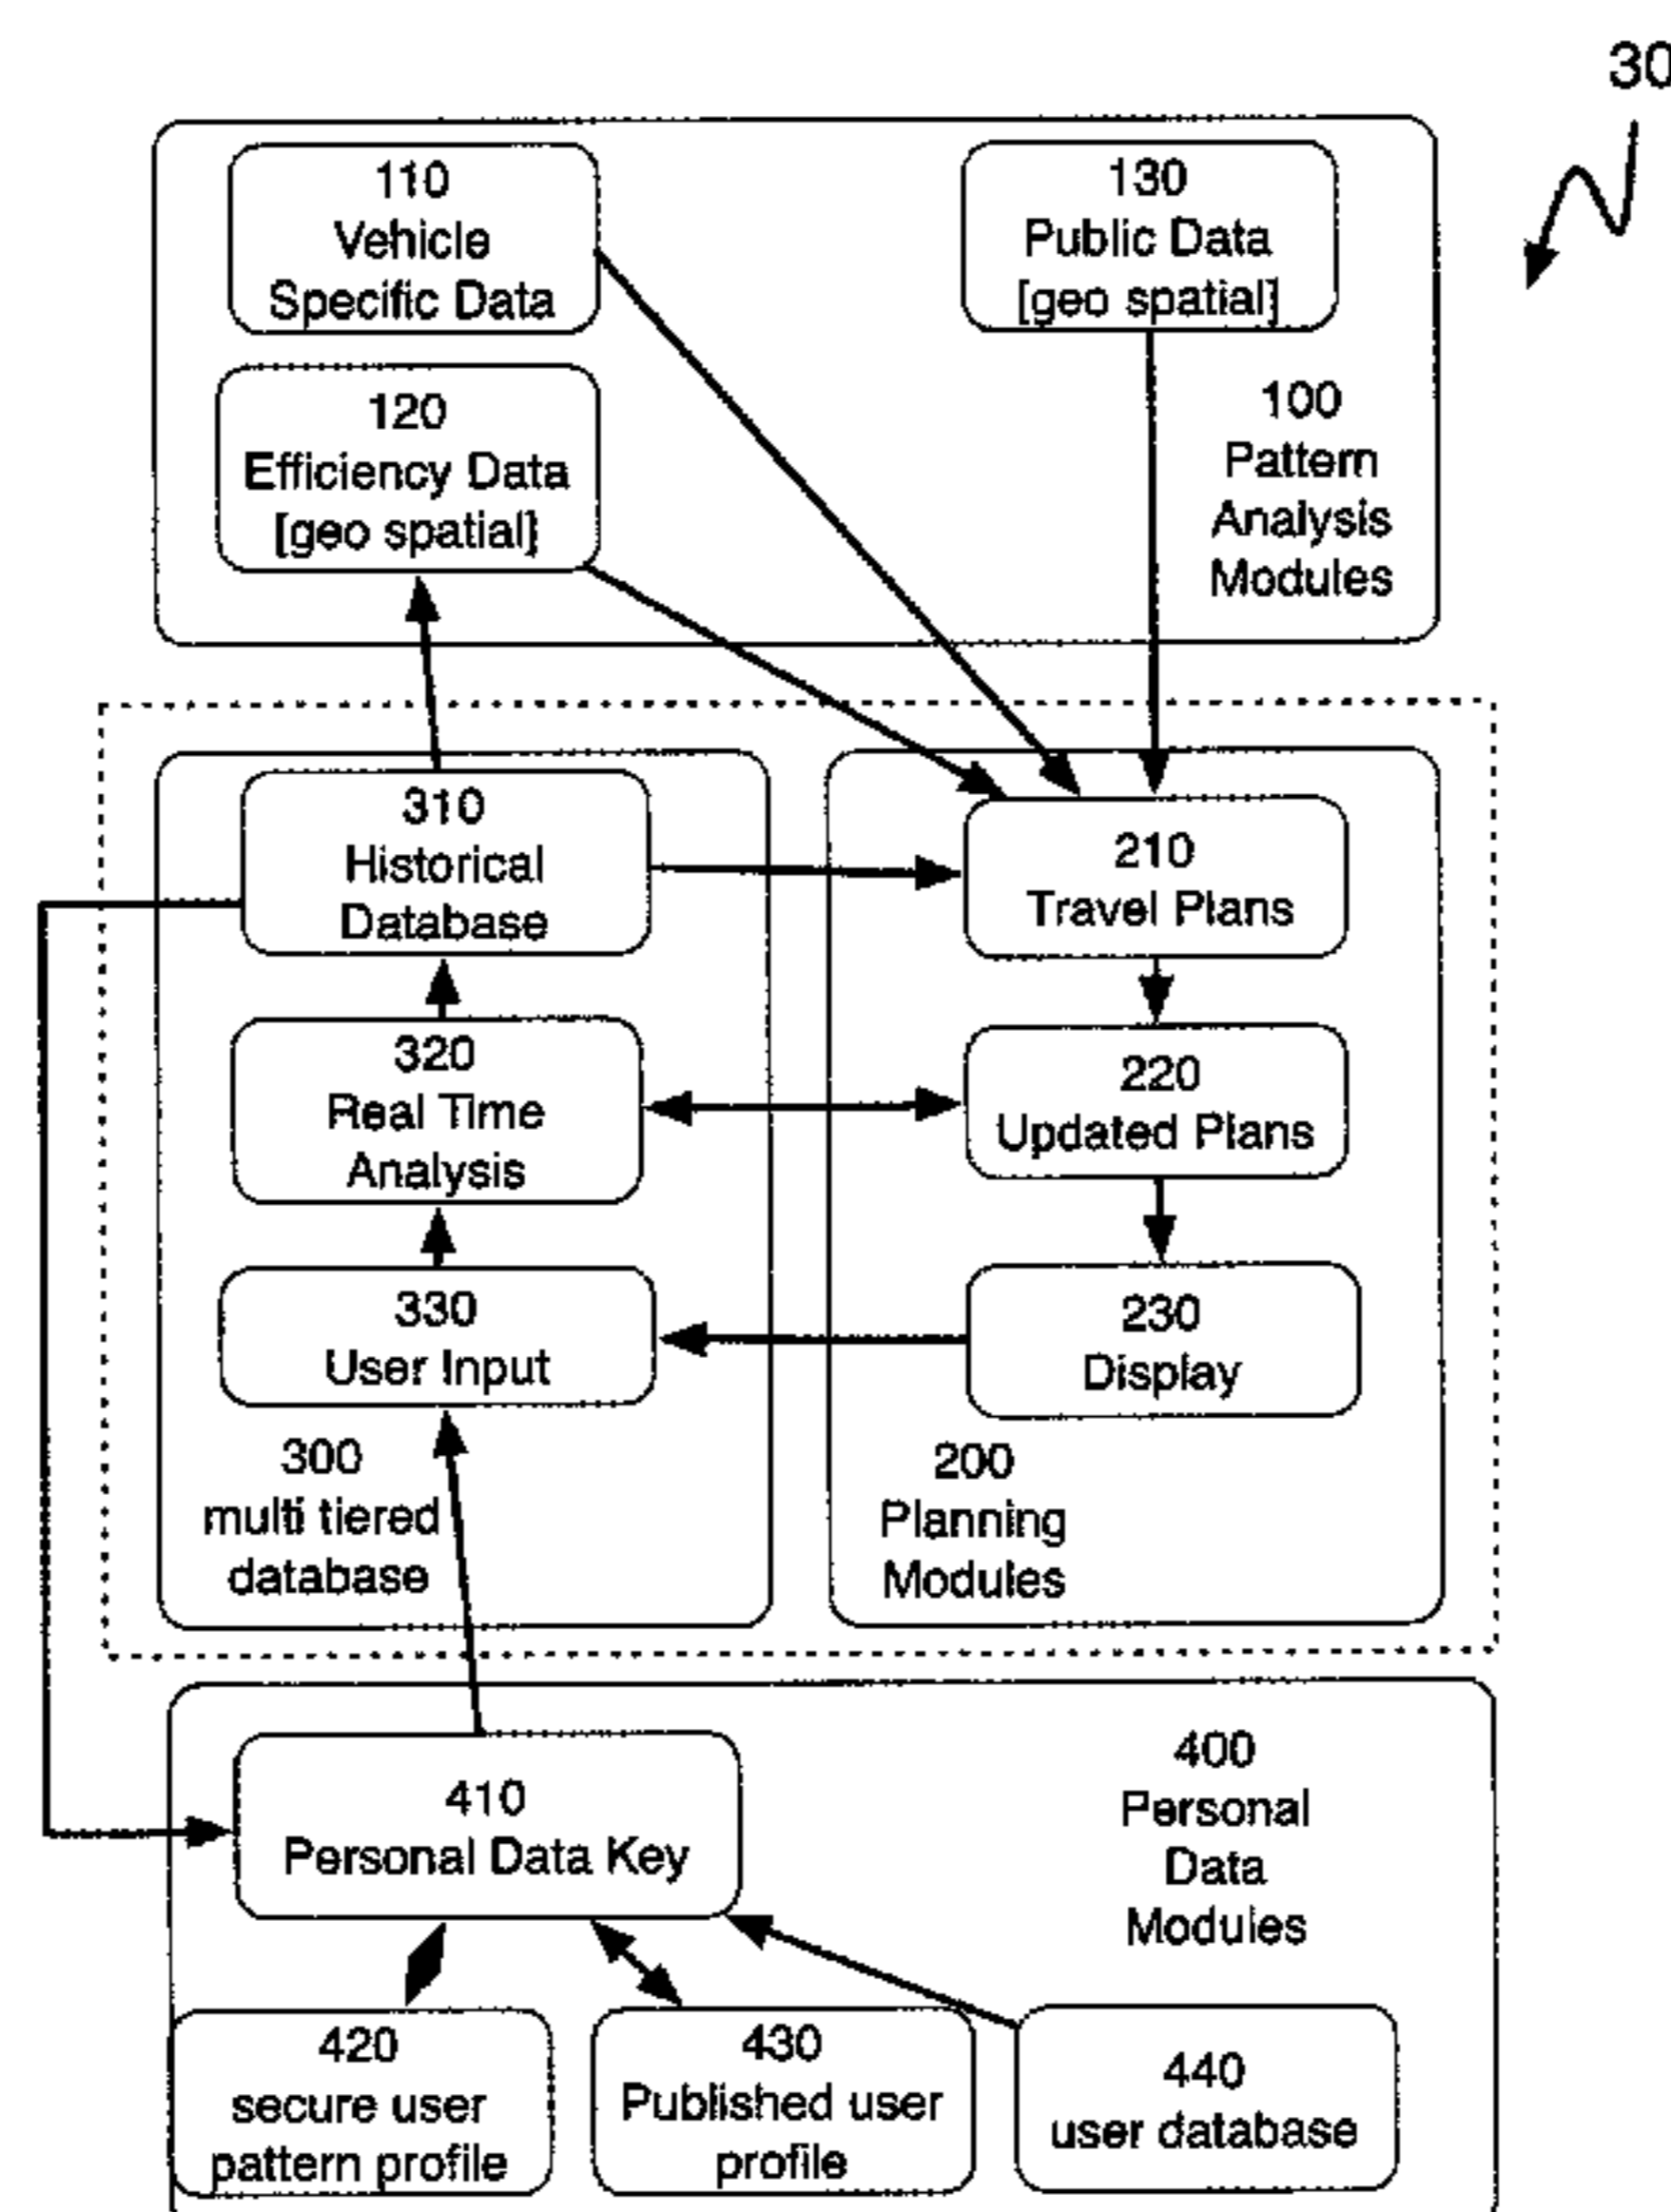 30
110
Vehicle
Specific Data
130
Public Data
[geo spatial]
120
Efficiency Data
[geo spatial]
100
Pattern
Analysis
Modules
310
Historical
Database
210
Travel Plans
320
Real Time
Analysis
220
Updated Plans
330
User Input
230
Display
300
multi tiered
database
200
Planning
Modules
410
Personal Data Key
400
Personal
Data
Modules
420
secure user
pattern profile
430
Published user
profile
440
user database